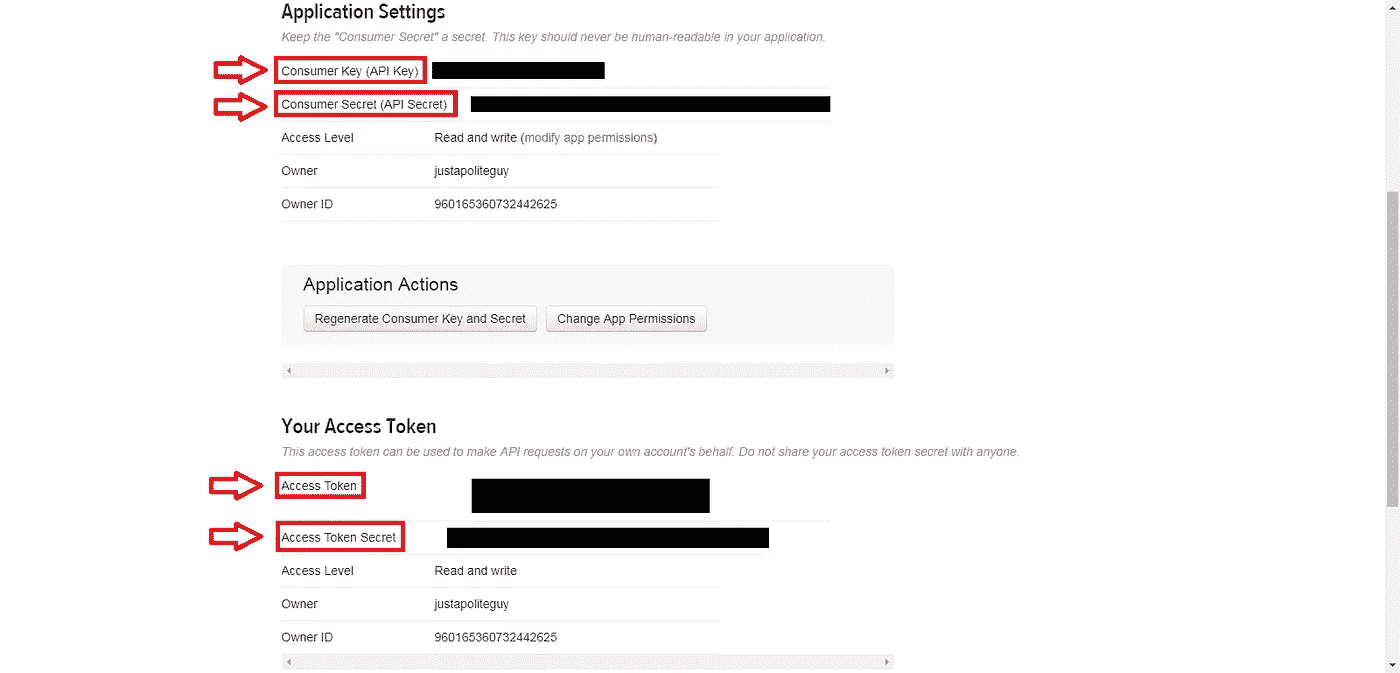 Application Settings
Keep the "Consumer Secret" a secret. This key should never be human-readable in your application.
Consumer Key (API Key)
Consumer Secret (API Secret)
Access Level Read and write (modify app permissions)
Owner justapoliteguy
Owner ID 960165360732442625
Application Actions
Regenerate Consumer Key and Secret Change App Permissions
Your Access Token
This access token can be used to make API requests on your own account's behalf. Do not share your access token secret with anyone.
Access Token
Access Token Secret
Access Level Read and write
Owner justapoliteguy
Owner ID 960165360732442625